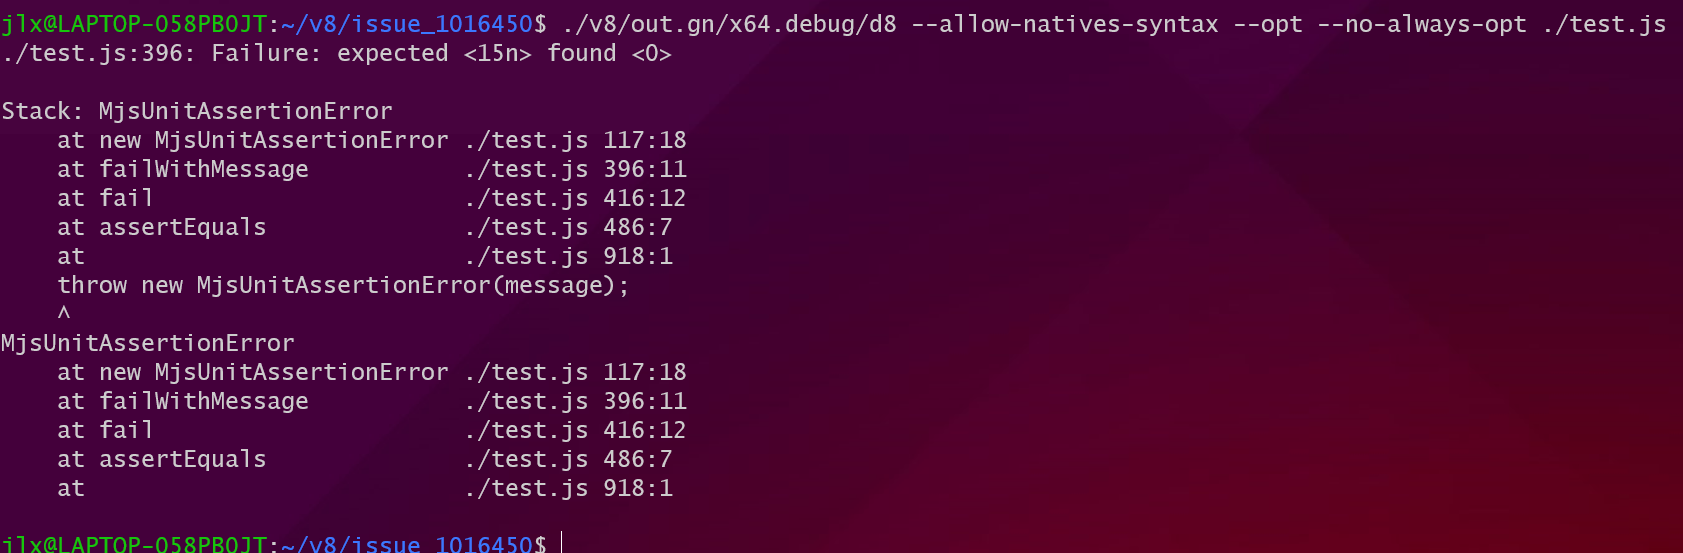 jlx@LAPTOP-058PB0JT:~/v8/issue_1016450$ ./v8/out.gn/x64.debug/d8 --allow-natives-syntax --opt --no-always-opt ./test.js
./test.js:396: Failure: expected <15n> found <0>
Stack: MjsUnitAssertionError
    at new MjsUnitAssertionError ./test.js 117:18
    at failWithMessage           ./test.js 396:11
    at fail                      ./test.js 416:12
    at assertEquals              ./test.js 486:7
    at                           ./test.js 918:1
    throw new MjsUnitAssertionError(message);
    ^
MjsUnitAssertionError
    at new MjsUnitAssertionError ./test.js 117:18
    at failWithMessage           ./test.js 396:11
    at fail                      ./test.js 416:12
    at assertEquals              ./test.js 486:7
    at                           ./test.js 918:1
jlx@LAPTOP-058PB0JT:~/v8/issue_1016450$